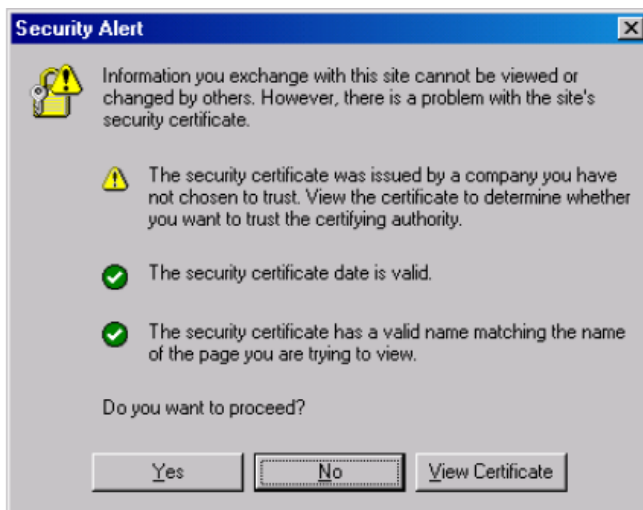 Security Alert
Information you exchange with this site cannot be viewed or
changed by others. However, there is a problem with the site's
security certificate.
The security certificate was issued by a company you have
not chosen to trust. View the certificate to determine whether
you want to trust the certifying authority.
The security certificate date is valid.
The security certificate has a valid name matching the name
of the page you are trying to view.
Do you want to proceed?
Yes No View Certificate